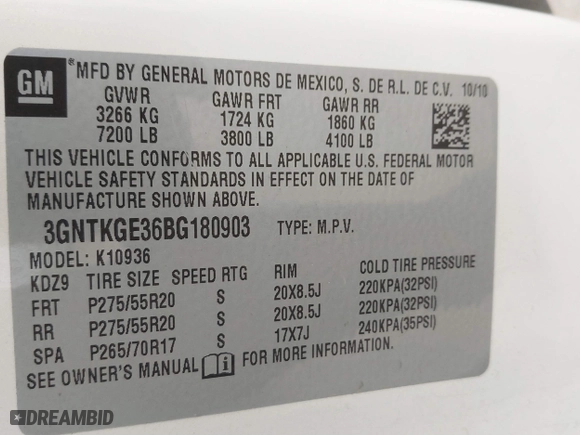 GM
MFD BY GENERAL MOTORS DE MEXICO, S. DE R.L. DE C.V. 10/10
GVWR GAWR FRT GAWR RR
3266 KG 1724 KG 1860 KG
7200 LB 3800 LB 4100 LB
THIS VEHICLE CONFORMS TO ALL APPLICABLE U.S. FEDERAL MOTOR
VEHICLE SAFETY STANDARDS IN EFFECT ON THE DATE OF
MANUFACTURE SHOWN ABOVE.
3GNTKGE36BG180903 TYPE: M.P.V.
MODEL: K10936
KDZ9 TIRE SIZE SPEED RTG RIM COLD TIRE PRESSURE
FRT P275/55R20 S 20X8.5J 220KPA(32PSI)
RR P275/55R20 S 20X8.5J 220KPA(32PSI)
SPA P265/70R17 S 17X7J 240KPA(35PSI)
SEE OWNER'S MANUAL FOR MORE INFORMATION.
DREAMBID